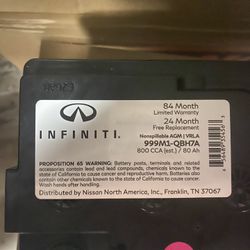 84 Month
Limited Warranty
24 Month
Free Replacement
INFINITI.
Nonspillable AGM | VRLA
999M1-QBH7A
800 CCA (est.) / 80 Ah
PROPOSITION 65 WARNING: Battery posts, terminals and related
accessories contain lead and lead compounds, chemicals known to the
state of California to cause cancer and reproductive harm. Batteries also
contain other chemicals known to the state of California to cause cancer.
Wash hands after handling.
Distributed by Nissan North America, Inc., Franklin, TN 37067